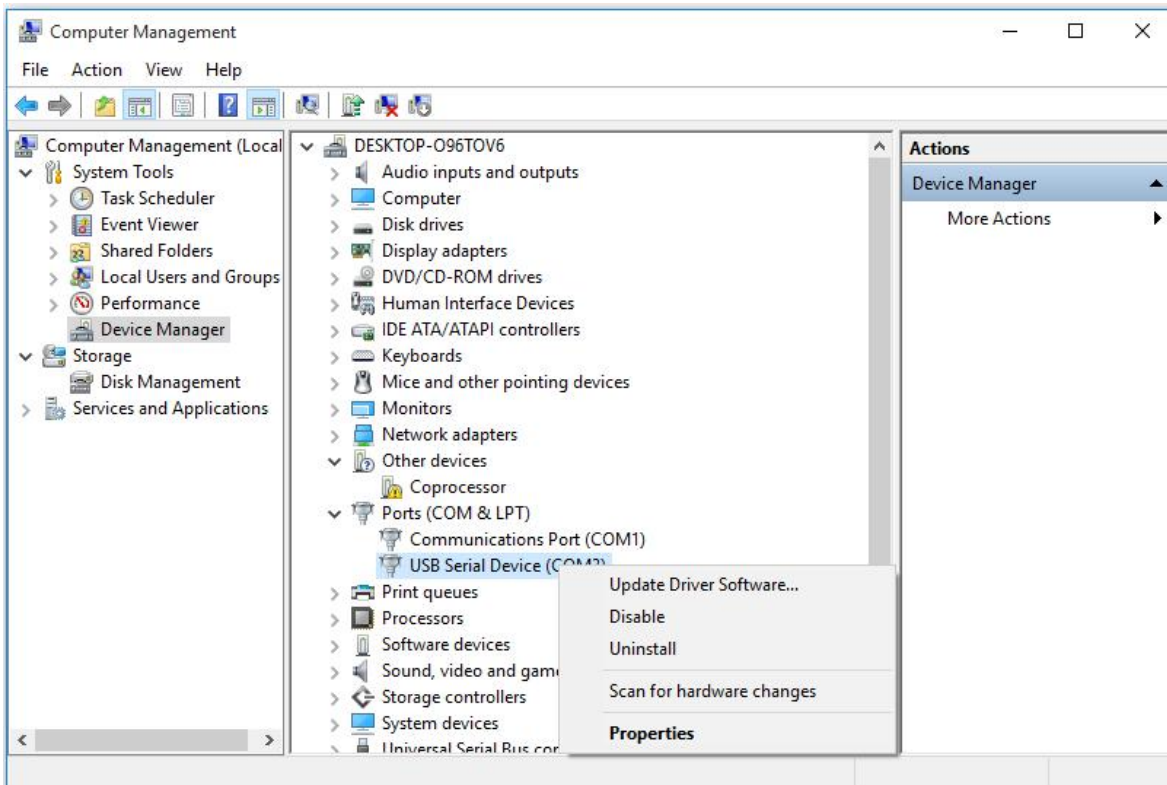 Computer Management
File Action View Help
Computer Management (Local
System Tools
Task Scheduler
Event Viewer
Shared Folders
Local Users and Groups
Performance
Device Manager
Storage
Disk Management
Services and Applications
DESKTOP-O96TOV6
Audio inputs and outputs
Computer
Disk drives
Display adapters
DVD/CD-ROM drives
Human Interface Devices
IDE ATA/ATAPI controllers
Keyboards
Mice and other pointing devices
Monitors
Network adapters
Other devices
Coprocessor
Ports (COM & LPT)
Communications Port (COM1)
USB Serial Device
Print queues
Processors
Software devices
Sound, video and
Storage controllers
System devices
Universal Serial Bus
Update Driver Software...
Disable
Uninstall
Scan for hardware changes
Properties
Actions
Device Manager
More Actions